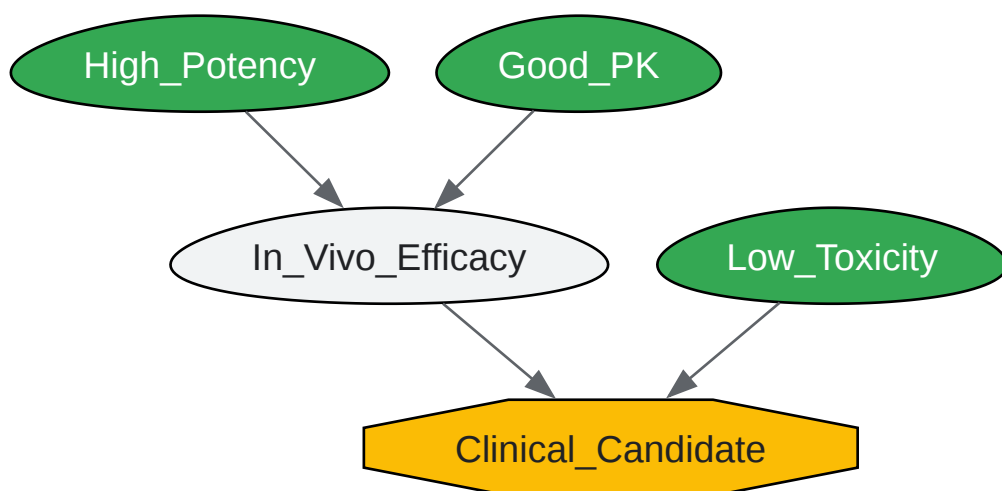 High_Potency
Good_PK
In_Vivo_Efficacy
Low_Toxicity
Clinical_Candidate